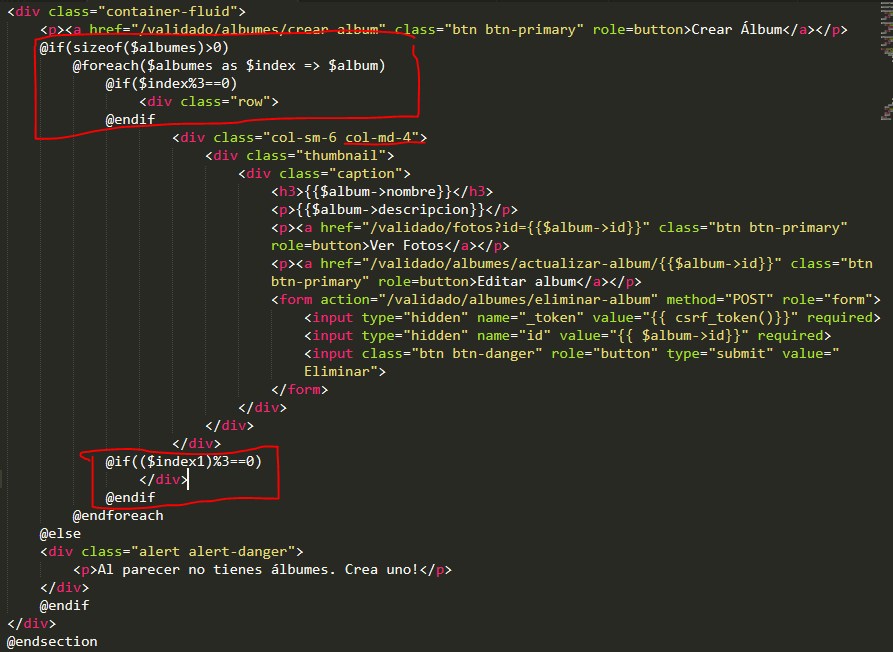 <div class="container-fluid">
<p><a href="/validado/albumes/crear-album" class="btn btn-primary" role=button>Crear Álbum</a></p>
@if(sizeof($albumes)>0)
@foreach($albumes as $index => $album)
@if($index%3==0)
<div class="row">
@endif
<div class="col-sm-6 col-md-4">
<div class="thumbnail">
<div class="caption">
<h3>{{$album->nombre}}</h3>
<p>{{$album->descripcion}}</p>
<p><a href="/validado/fotos?id={{$album->id}}" class="btn btn-primary"
role=button>Ver Fotos</a></p>
<p><a href="/validado/albumes/actualizar-album/{{$album->id}}" class="btn
btn-primary" role=button>Editar album</a></p>
<form action="/validado/albumes/eliminar-album" method="POST" role="form">
<input type="hidden" name="_token" value="{{ csrf_token()}}" required>
<input type="hidden" name="id" value="{{ $album->id}}" required>
<input class="btn btn-danger" role="button" type="submit" value="
Eliminar">
</form>
</div>
</div>
</div>
@if(($index1)%3==0)
</div>
@endif
@endforeach
@else
<div class="alert alert-danger">
<p>Al parecer no tienes álbumes. Crea uno!</p>
</div>
@endif
</div>
@endsection